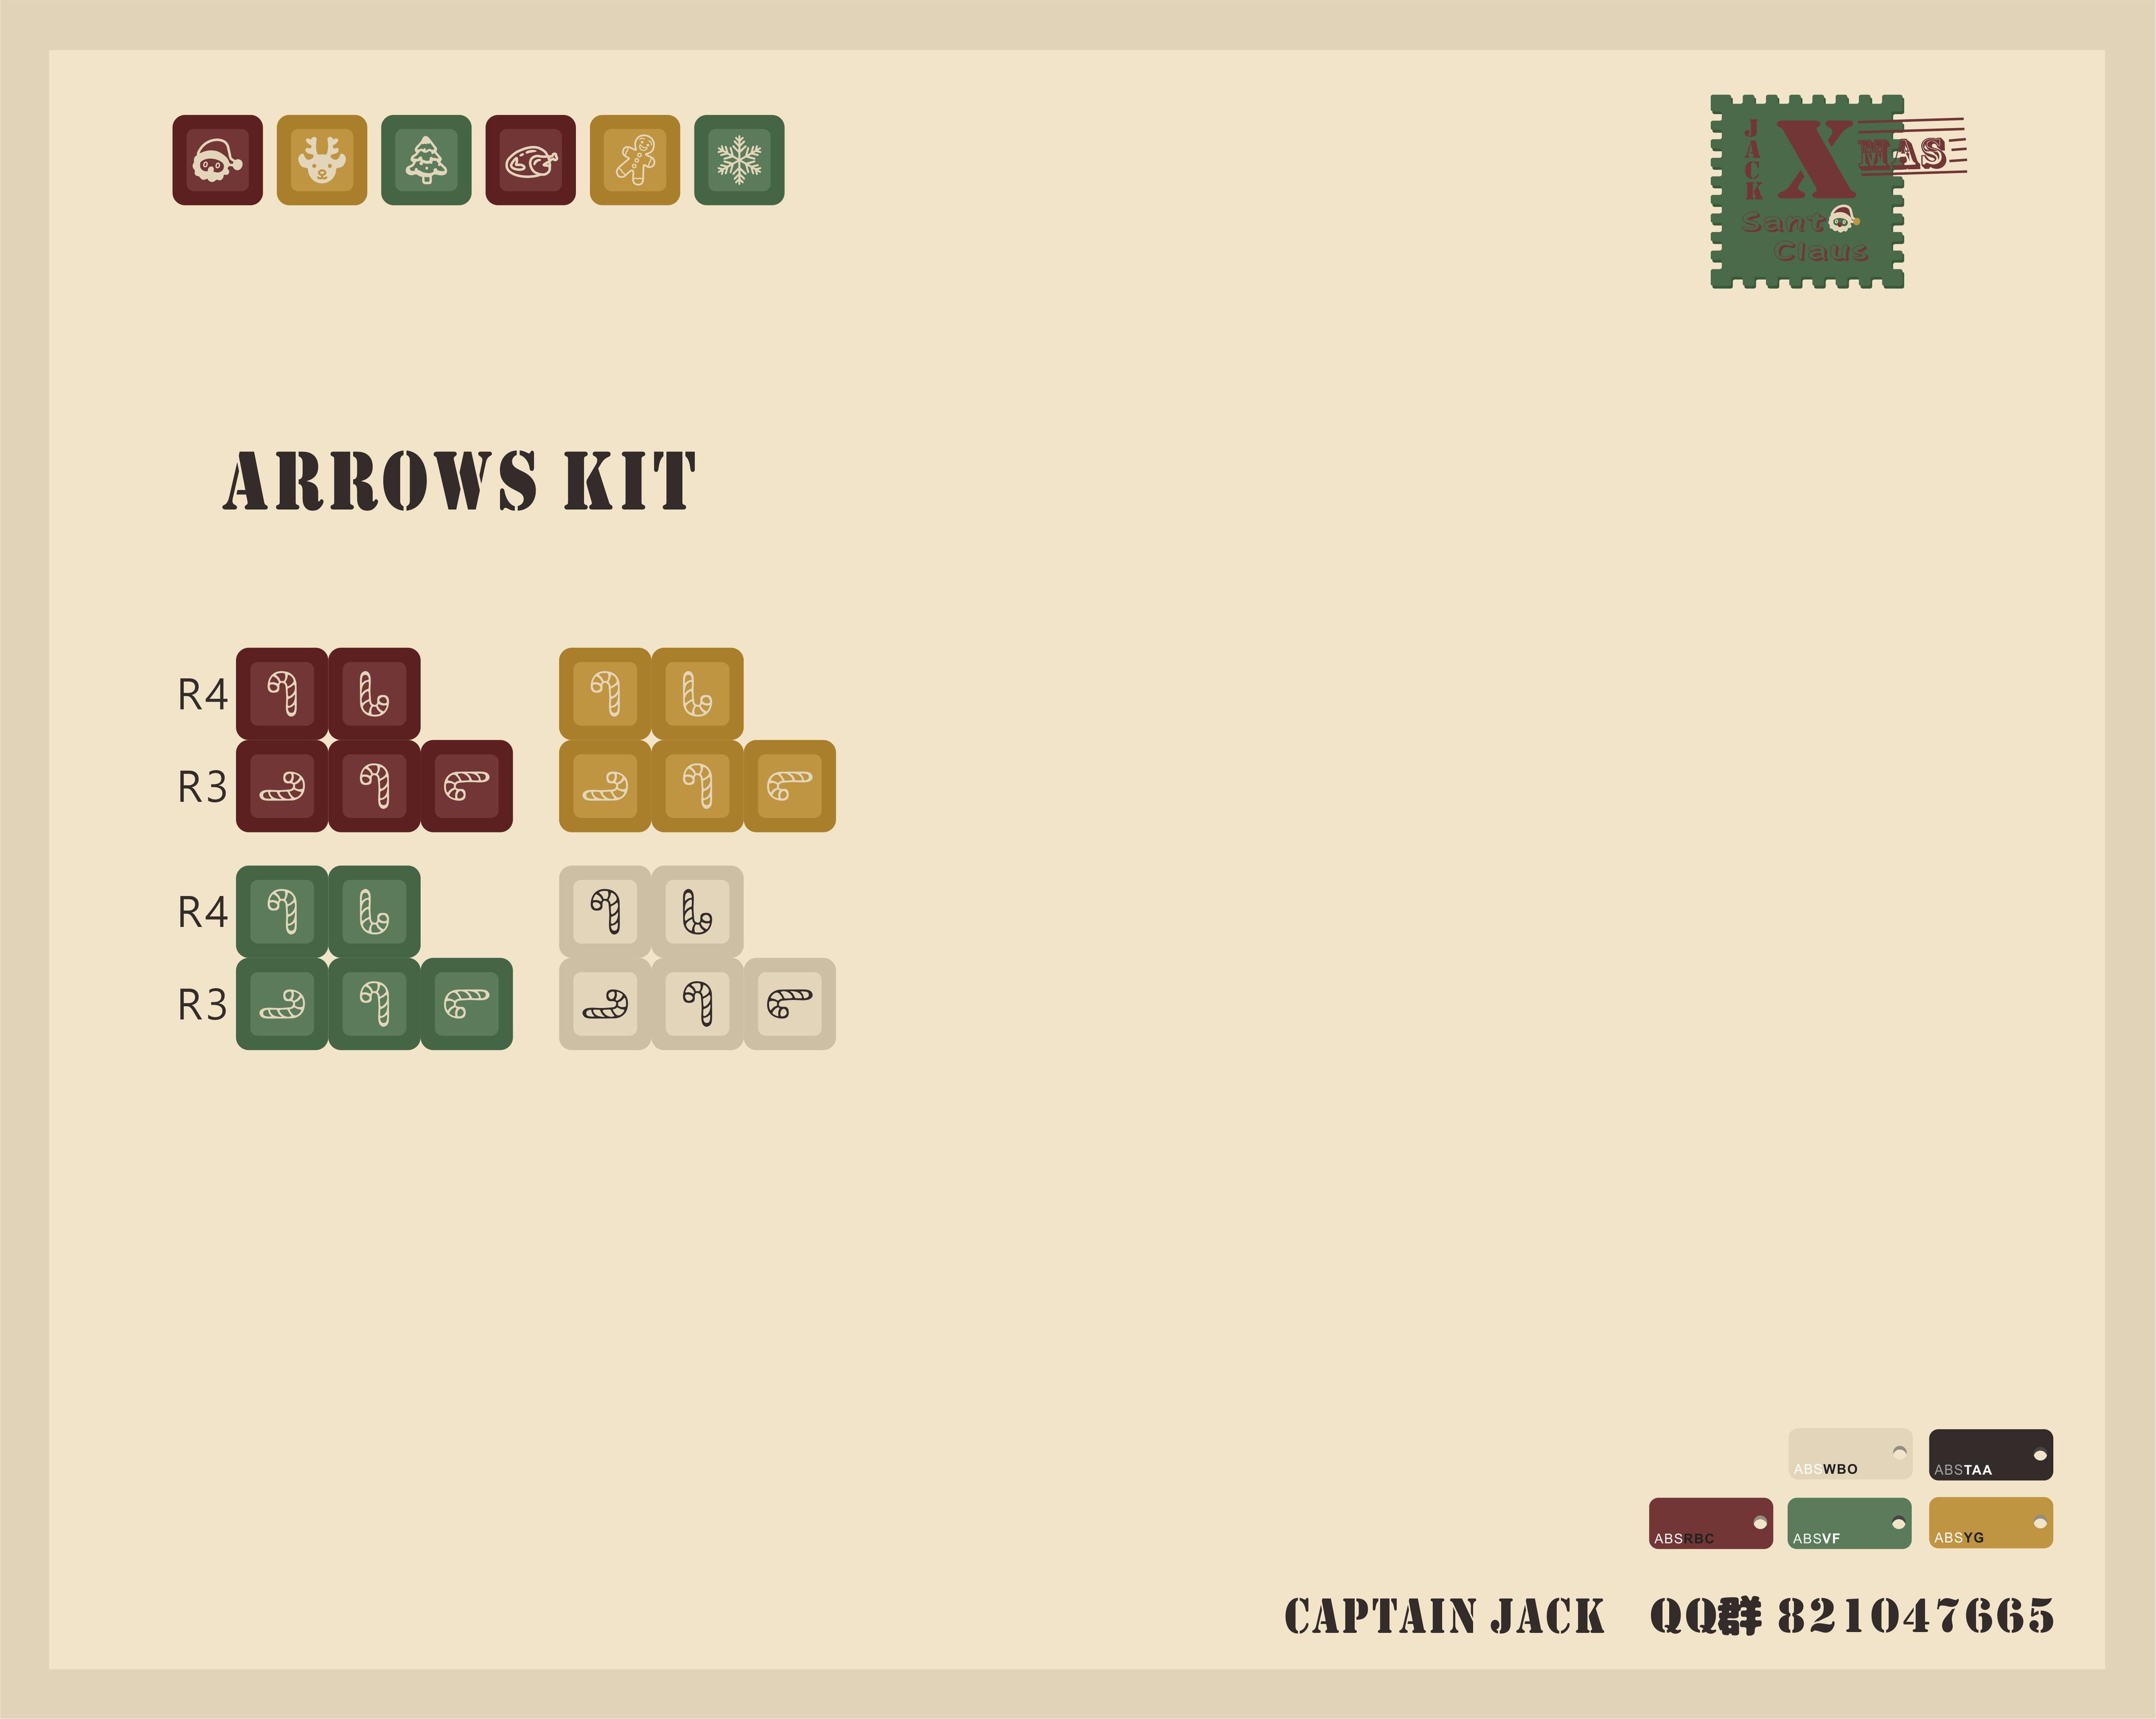 JACK
X
MAS
Sant
Claus
ARROWS KIT
R4
R3
R4
R3
ABSWBO
ABSTAA
ABSRBC
ABSVF
ABSYG
CAPTAIN JACK QQ群 821047665